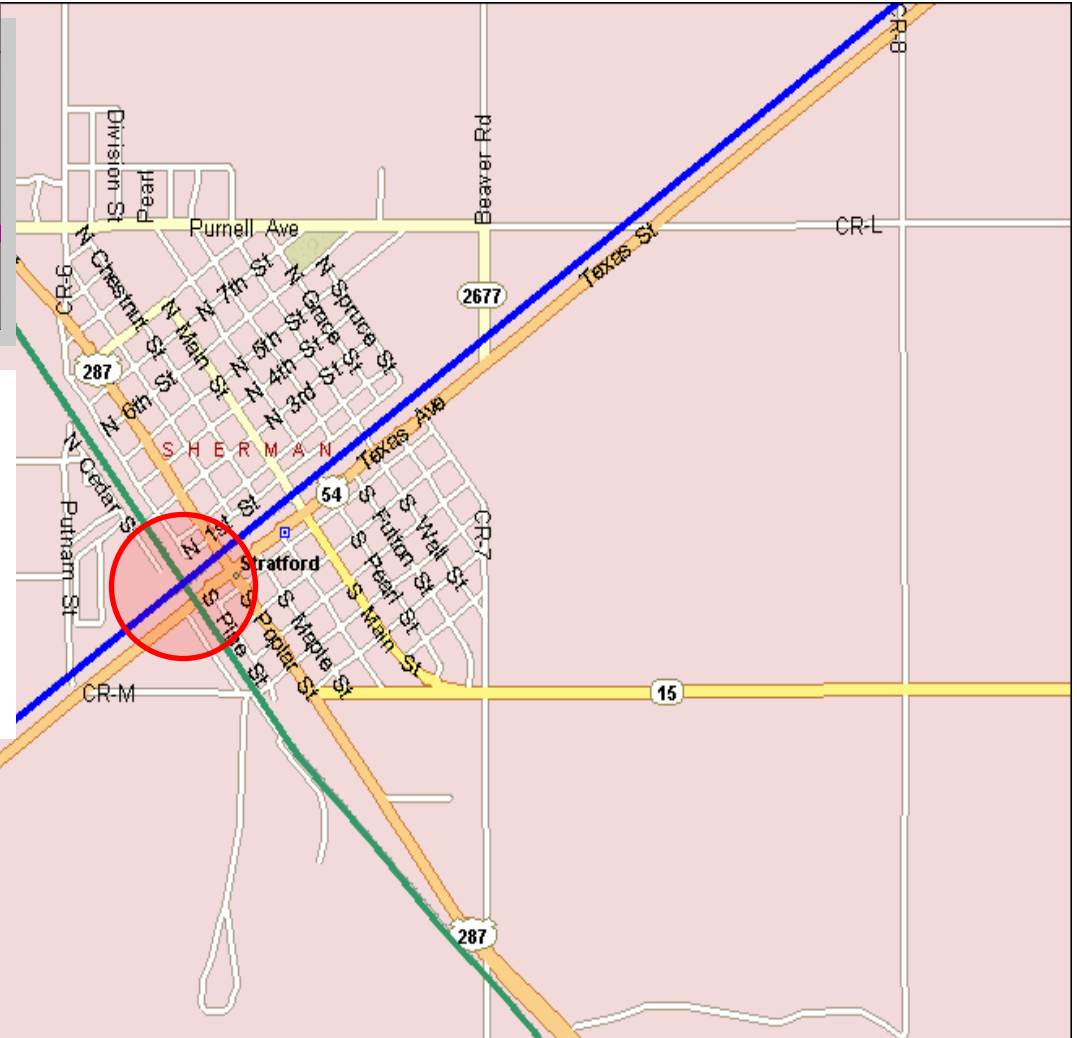 CR-8
Division St
Pearl
Beaver Rd
Purnell Ave
CR-L
N Chestnut St
CR-6
N 7th St
N Grace St
N Spruce St
Texas St
2677
N Main St
N 5th St
N 4th St
N 3rd St
287
N 6th St
SHERMAN
Texas Ave
N Cedar St
54
Putnam St
N 1st St
S Fulton St
S Wall St
CR-7
S Pearl St
Stratford
S Pine St
S Poplar St
S Maple St
S Main St
CR-M
15
287